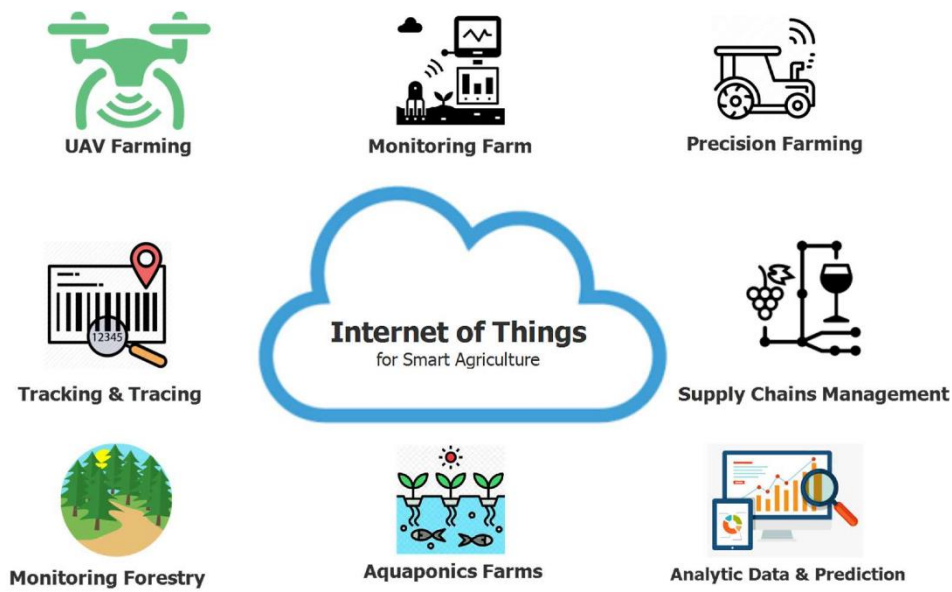 UAV Farming
Monitoring Farm
Precision Farming
12345
Tracking & Tracing
Internet of Things
for Smart Agriculture
Supply Chains Management
Monitoring Forestry
Aquaponics Farms
Analytic Data & Prediction